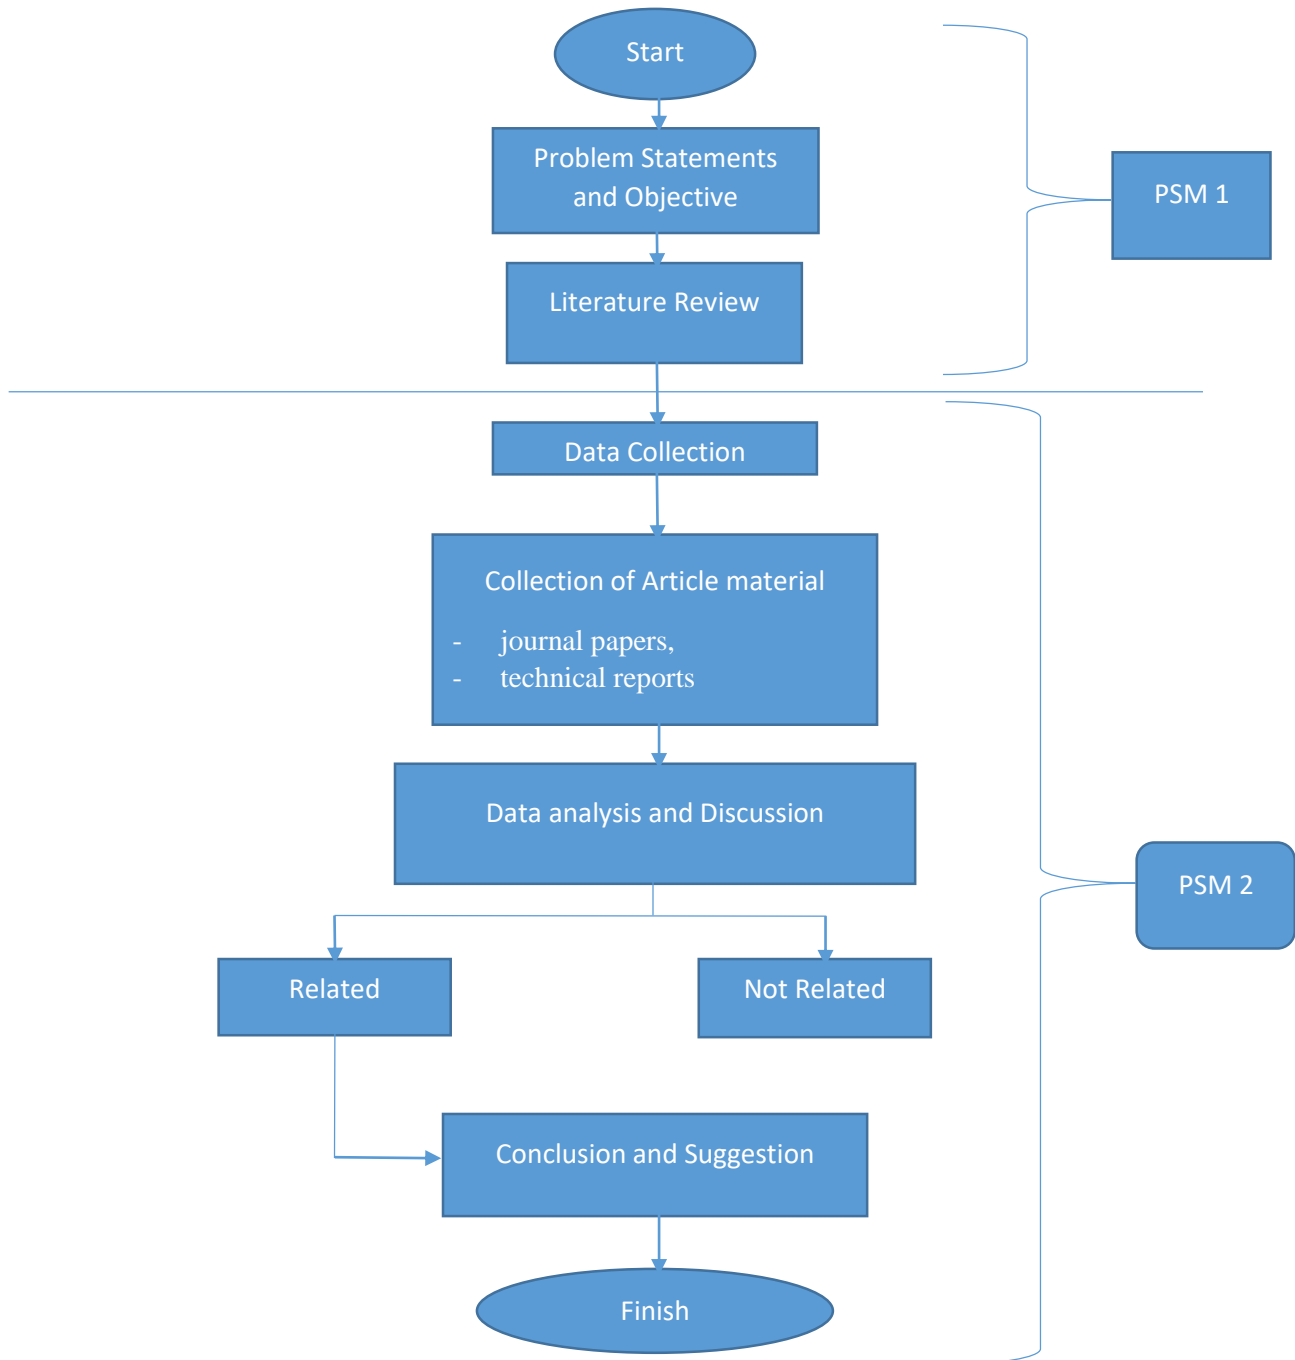 Start
Problem Statements
and Objective
PSM 1
Literature Review
Data Collection
Collection of Article material
- journal papers,
- technical reports
Data analysis and Discussion
PSM 2
Related
Not Related
Conclusion and Suggestion
Finish